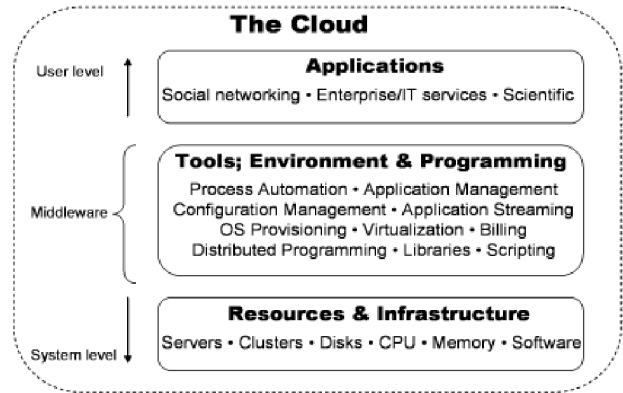 The Cloud
User level
Applications
Social networking • Enterprise/IT services • Scientific
Middleware
Tools; Environment & Programming
Process Automation • Application Management
Configuration Management • Application Streaming
OS Provisioning • Virtualization • Billing
Distributed Programming • Libraries • Scripting
System level
Resources & Infrastructure
Servers • Clusters • Disks • CPU • Memory • Software